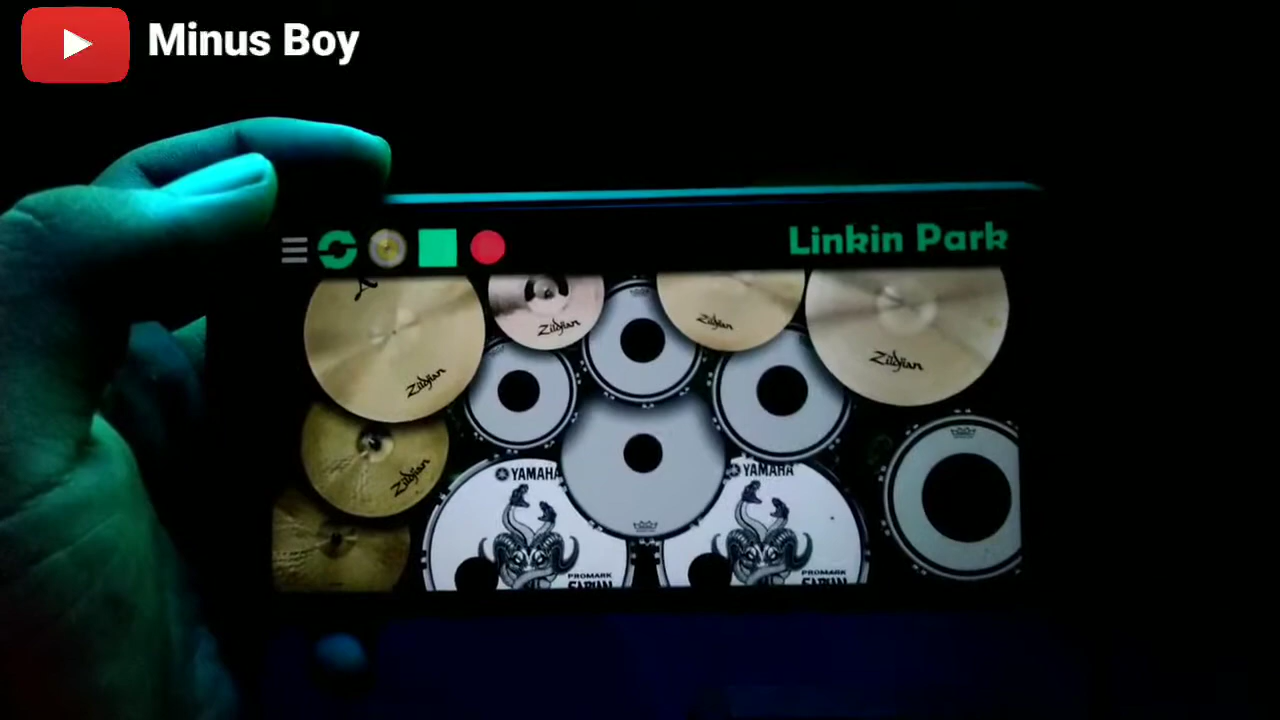 Minus Boy
Linkin Park
Zildjian
Zildjian
Zildjian
Zildjian
Zildjian
YAMAHA
YAMAHA
PROMARK
PROMARK